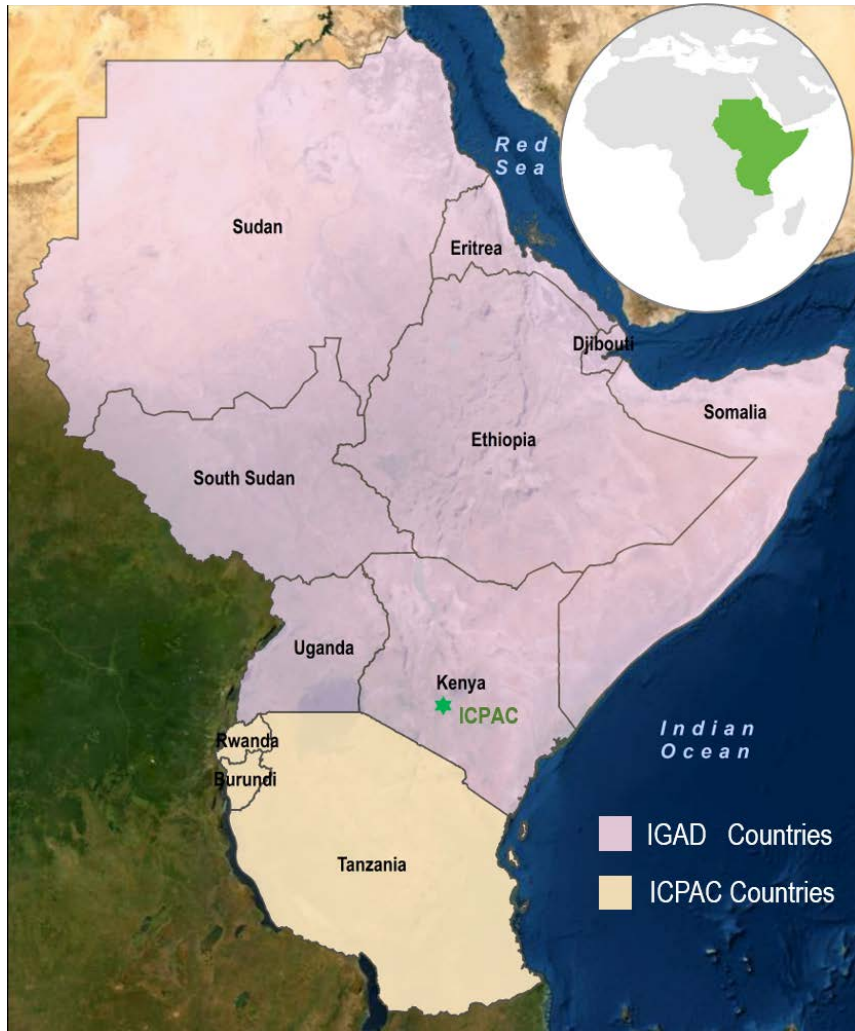 Red
Sea
Sudan
Eritrea
Djibouti
Somalia
Ethiopia
South Sudan
Uganda
Kenya
ICPAC
Rwanda
Burundi
Indian
Ocean
Tanzania
IGAD Countries
ICPAC Countries